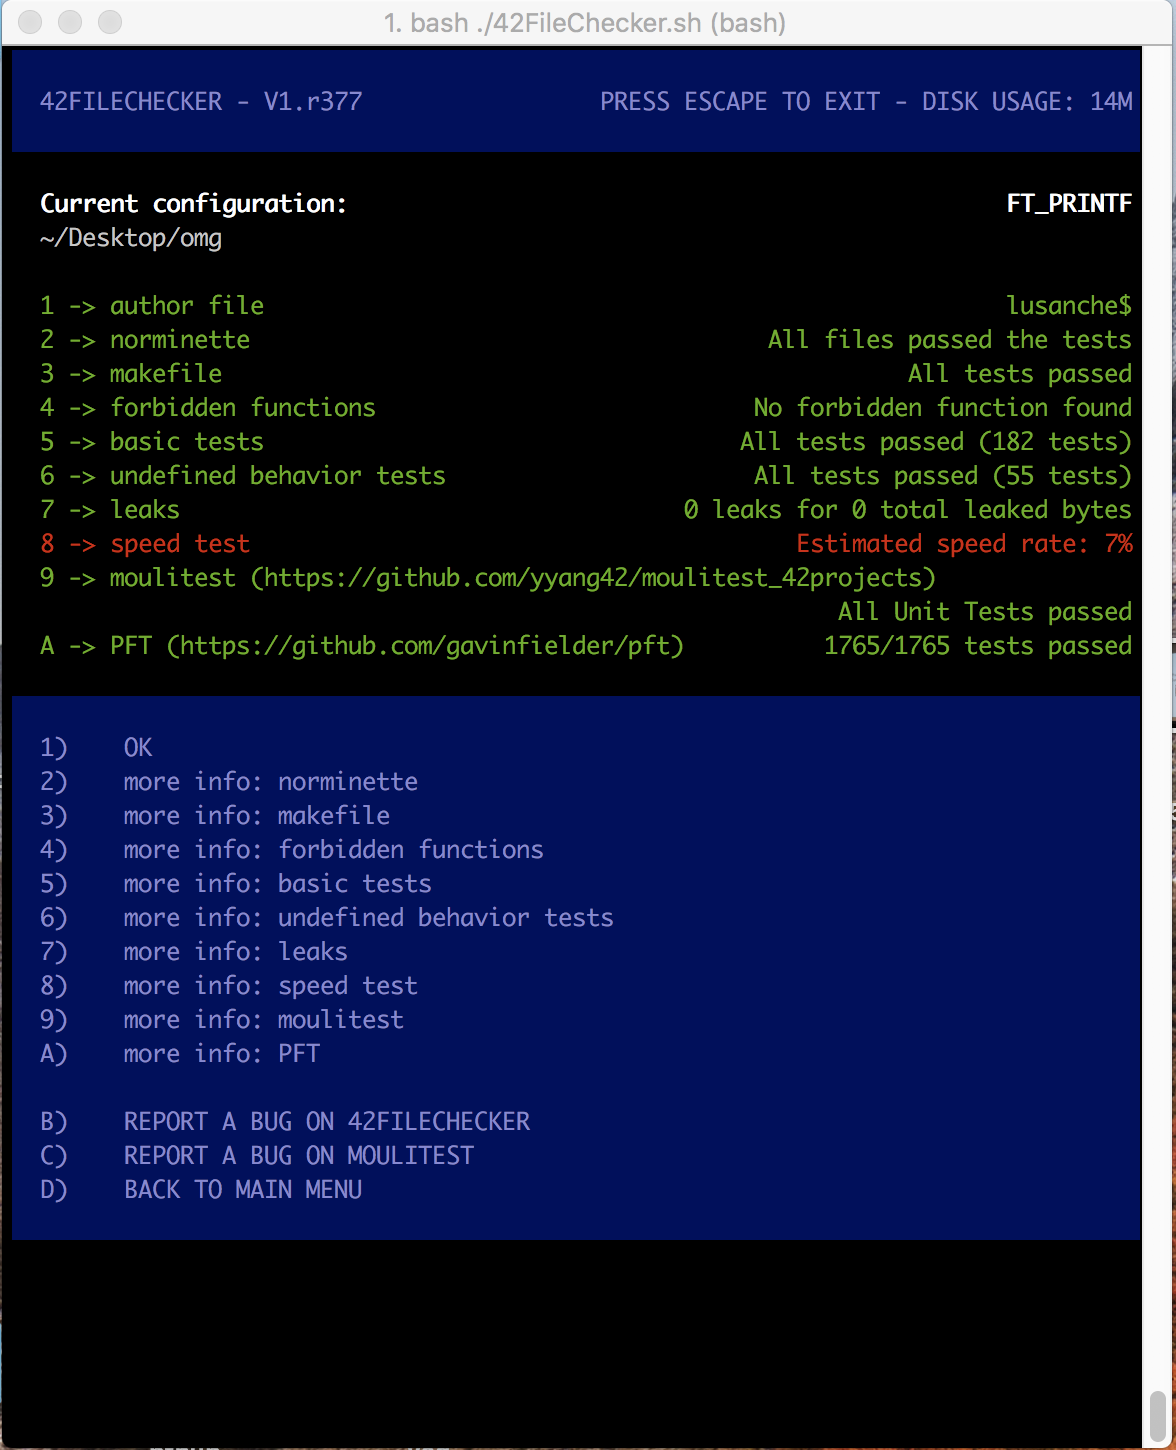 1. bash ./42FileChecker.sh (bash)
42FILECHECKER - V1.r377 PRESS ESCAPE TO EXIT - DISK USAGE: 14M
Current configuration: FT_PRINTF
~/Desktop/omg
1 -> author file lusanche$
2 -> norminette All files passed the tests
3 -> makefile All tests passed
4 -> forbidden functions No forbidden function found
5 -> basic tests All tests passed (182 tests)
6 -> undefined behavior tests All tests passed (55 tests)
7 -> leaks 0 leaks for 0 total leaked bytes
8 -> speed test Estimated speed rate: 7%
9 -> moulitest (https://github.com/yyang42/moulitest_42projects)
All Unit Tests passed
A -> PFT (https://github.com/gavinfielder/pft) 1765/1765 tests passed
1) OK
2) more info: norminette
3) more info: makefile
4) more info: forbidden functions
5) more info: basic tests
6) more info: undefined behavior tests
7) more info: leaks
8) more info: speed test
9) more info: moulitest
A) more info: PFT
B) REPORT A BUG ON 42FILECHECKER
C) REPORT A BUG ON MOULITEST
D) BACK TO MAIN MENU